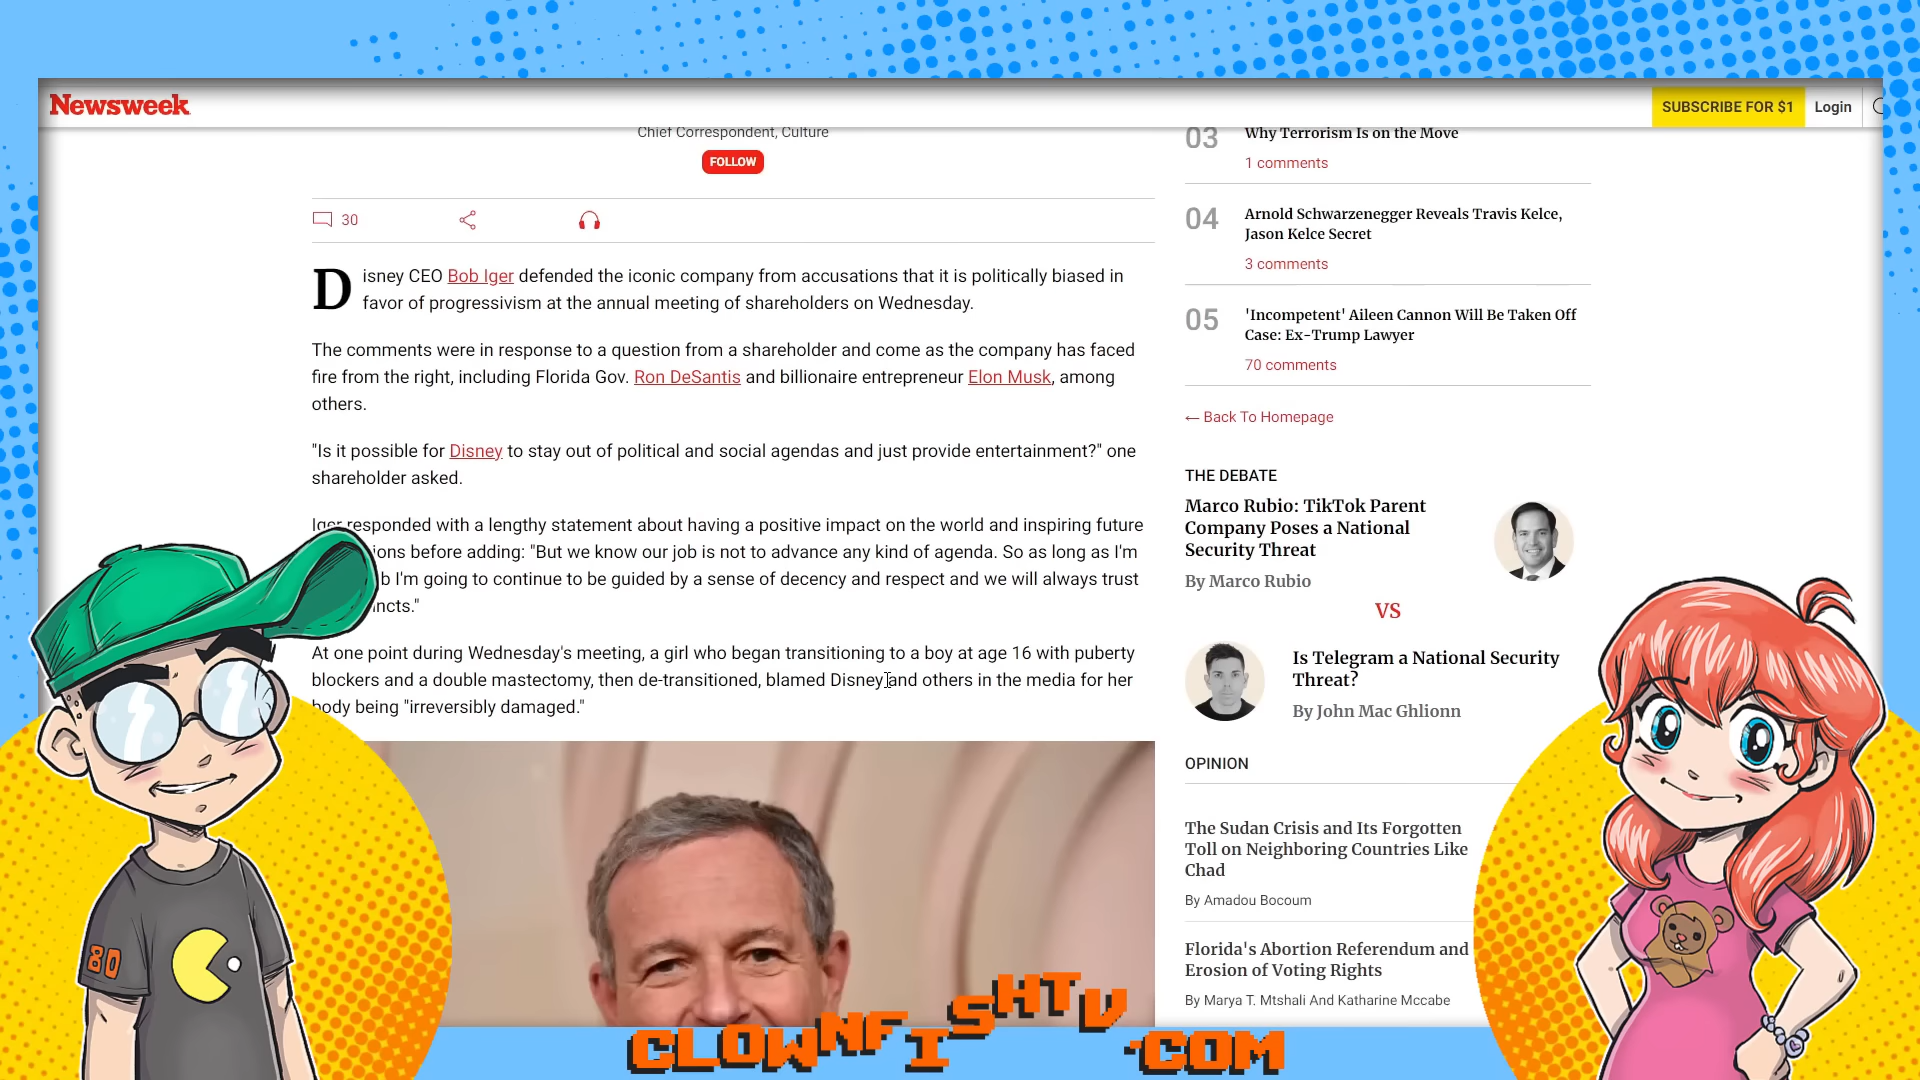 Newsweek
SUBSCRIBE FOR $1
Login
Chief Correspondent, Culture
FOLLOW
30
Disney CEO Bob Iger defended the iconic company from accusations that it is politically biased in
favor of progressivism at the annual meeting of shareholders on Wednesday.
The comments were in response to a question from a shareholder and come as the company has faced
fire from the right, including Florida Gov. Ron DeSantis and billionaire entrepreneur Elon Musk, among
others.
"Is it possible for Disney to stay out of political and social agendas and just provide entertainment?" one
shareholder asked.
Iger responded with a lengthy statement about having a positive impact on the world and inspiring future
ions before adding: "But we know our job is not to advance any kind of agenda. So as long as I'm
b I'm going to continue to be guided by a sense of decency and respect and we will always trust
incts."
At one point during Wednesday's meeting, a girl who began transitioning to a boy at age 16 with puberty
blockers and a double mastectomy, then de-transitioned, blamed Disney and others in the media for her
body being "irreversibly damaged."
03
Why Terrorism Is on the Move
1 comments
04
Arnold Schwarzenegger Reveals Travis Kelce,
Jason Kelce Secret
3 comments
05
'Incompetent' Aileen Cannon Will Be Taken Off
Case: Ex-Trump Lawyer
70 comments
← Back To Homepage
THE DEBATE
Marco Rubio: TikTok Parent
Company Poses a National
Security Threat
By Marco Rubio
VS
Is Telegram a National Security
Threat?
By John Mac Ghlionn
OPINION
The Sudan Crisis and Its Forgotten
Toll on Neighboring Countries Like
Chad
By Amadou Bocoum
Florida's Abortion Referendum and
Erosion of Voting Rights
By Marya T. Mtshali And Katharine Mccabe
80
CLOWNFISHTV.COM